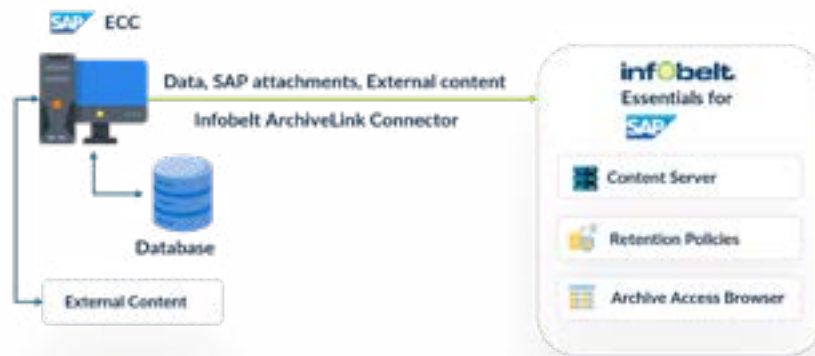 SAP ECC
Data, SAP attachments, External content
Infobelt ArchiveLink Connector
Database
External Content
infobelt
Essentials for
SAP
Content Server
Retention Policies
Archive Access Browser